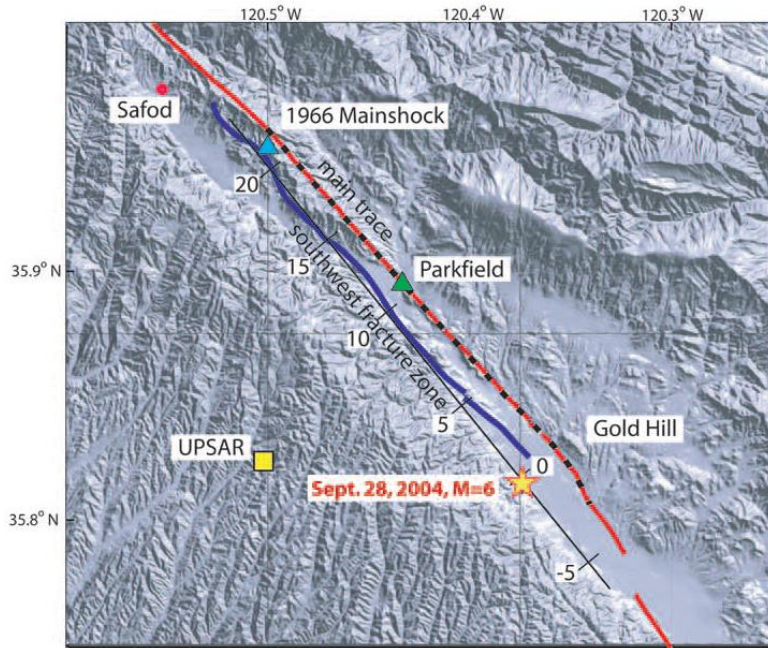 120.5° W
120.4° W
120.3° W
Safod
1966 Mainshock
20
main trace
35.9° N
15
southwest fracture zone
Parkfield
10
5
Gold Hill
UPSAR
0
Sept. 28, 2004, M=6
35.8° N
-5